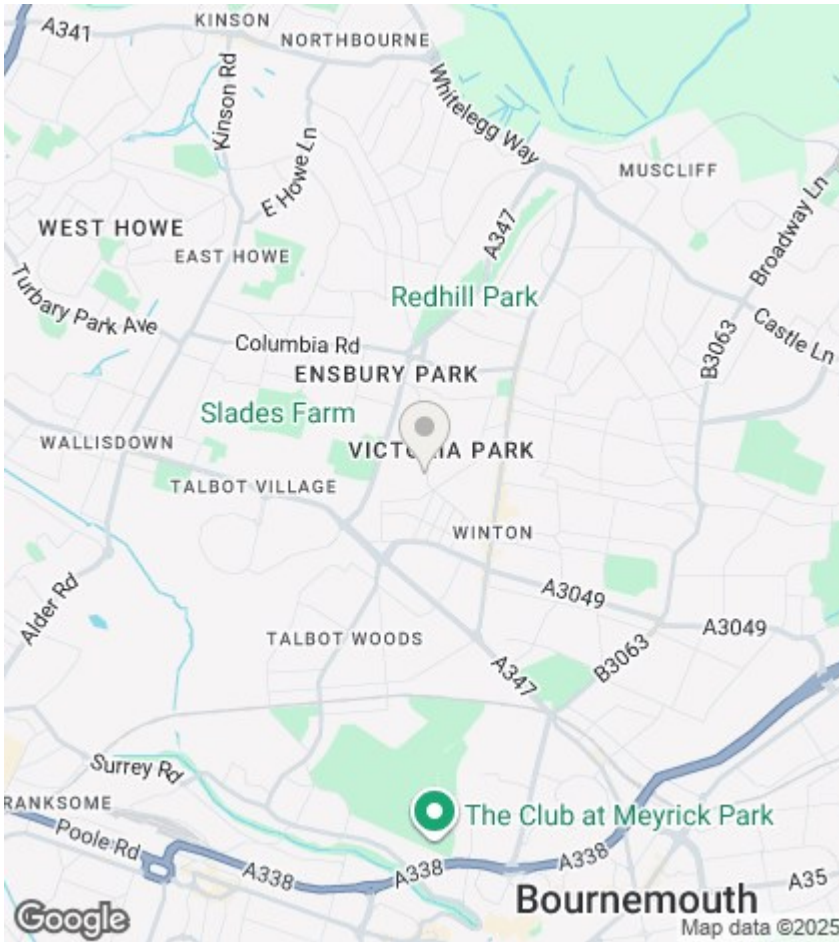 KINSON
A341
NORTHBOURNE
Kinson Rd
Whitelegg Way
E Howe Ln
MUSCLIFF
Broadway Ln
WEST HOWE
A347
EAST HOWE
Turbary Park Ave
Redhill Park
Castle Ln
Columbia Rd
B3063
ENSBURY PARK
Slades Farm
WALLISDOWN
VICT IA PARK
TALBOT VILLAGE
WINTON
A3049
Alder Rd
A3049
TALBOT WOODS
B3063
A347
Surrey Rd
RANKSOME
The Club at Meyrick Park
Poole Rd
A338
A338
A338
A35
Bournemouth
Google
Map data ©2025